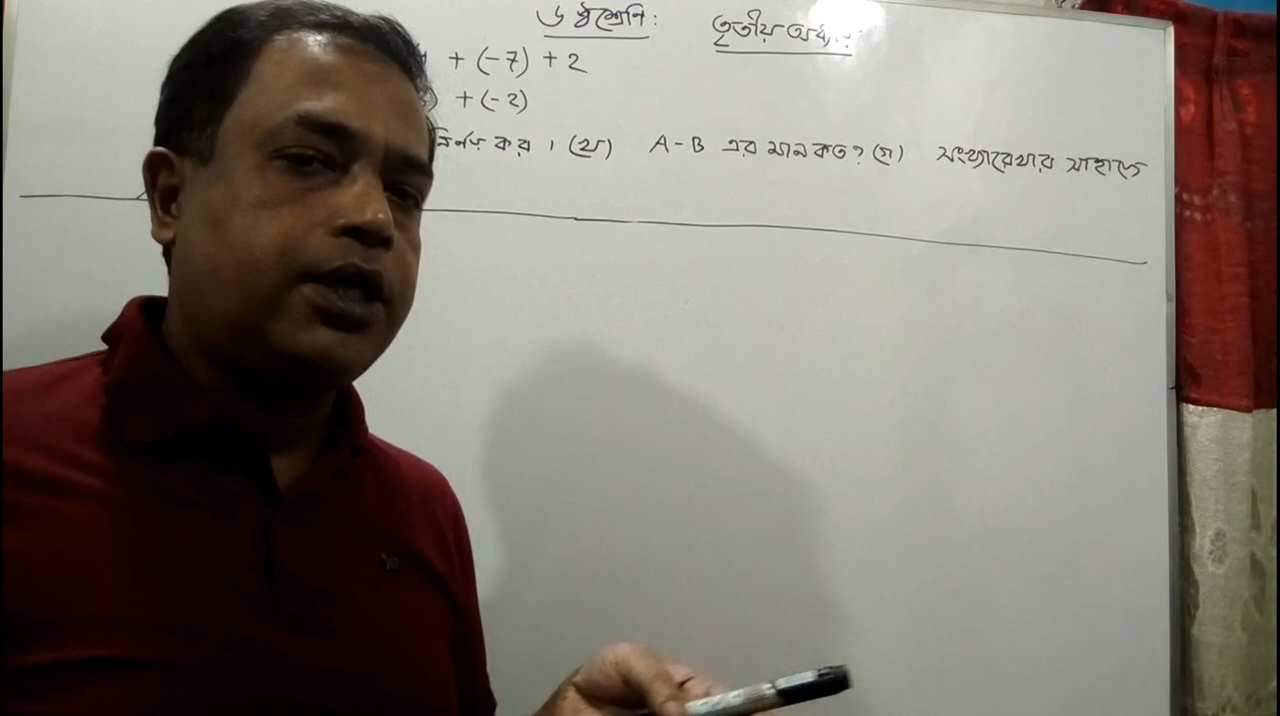 ৬ষ্ঠ শ্রেণি: তৃতীয় অধ্যায়:
+ (-7) + 2
) + (-2)
নির্ণয় কর । (খ) A-B এর মান কত? (গ) সংখ্যারেখার সাহায্যে